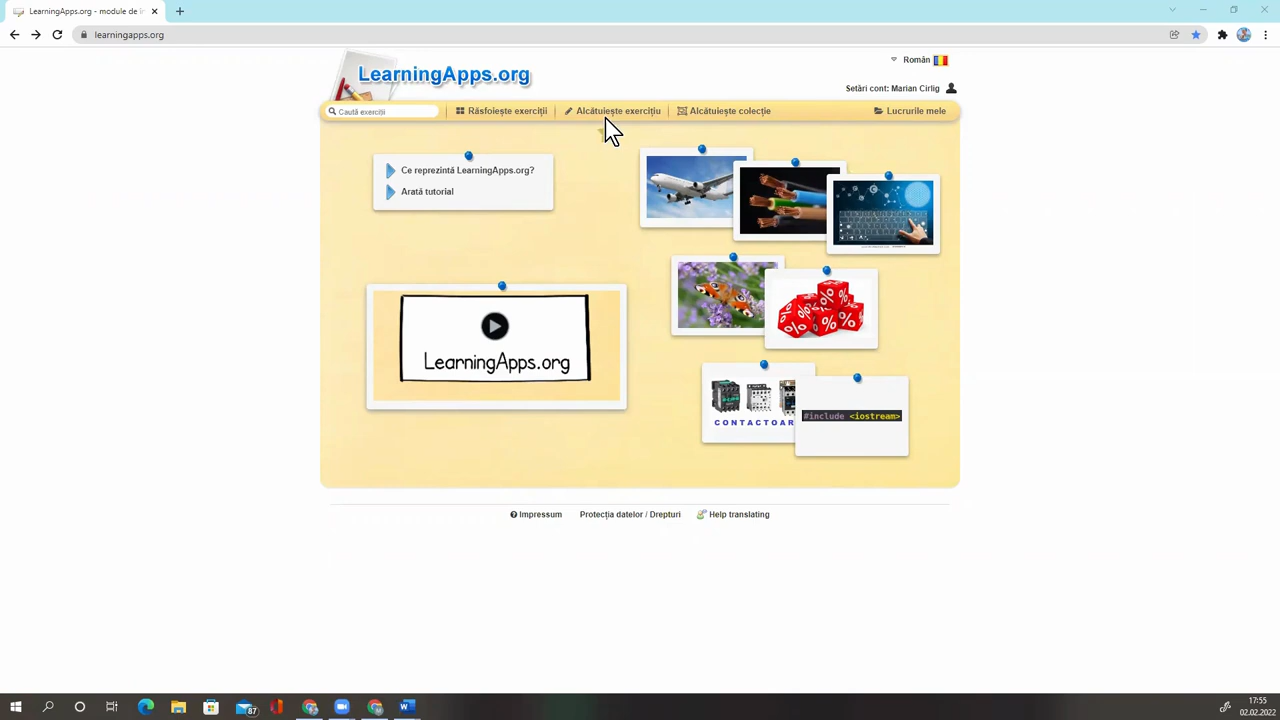 LearningApps.org - module de în
learningapps.org
LearningApps.org
Român
Setări cont: Marian Cirlig
Caută exerciții
Răsfoiește exerciții
Alcătuiește exercițiu
Alcătuiește colecție
Lucrurile mele
Ce reprezintă LearningApps.org?
Arată tutorial
LearningApps.org
CONTACTOAR
#include <iostream>
Impressum
Protecția datelor / Drepturi
Help translating
87
17:55
02.02.2022